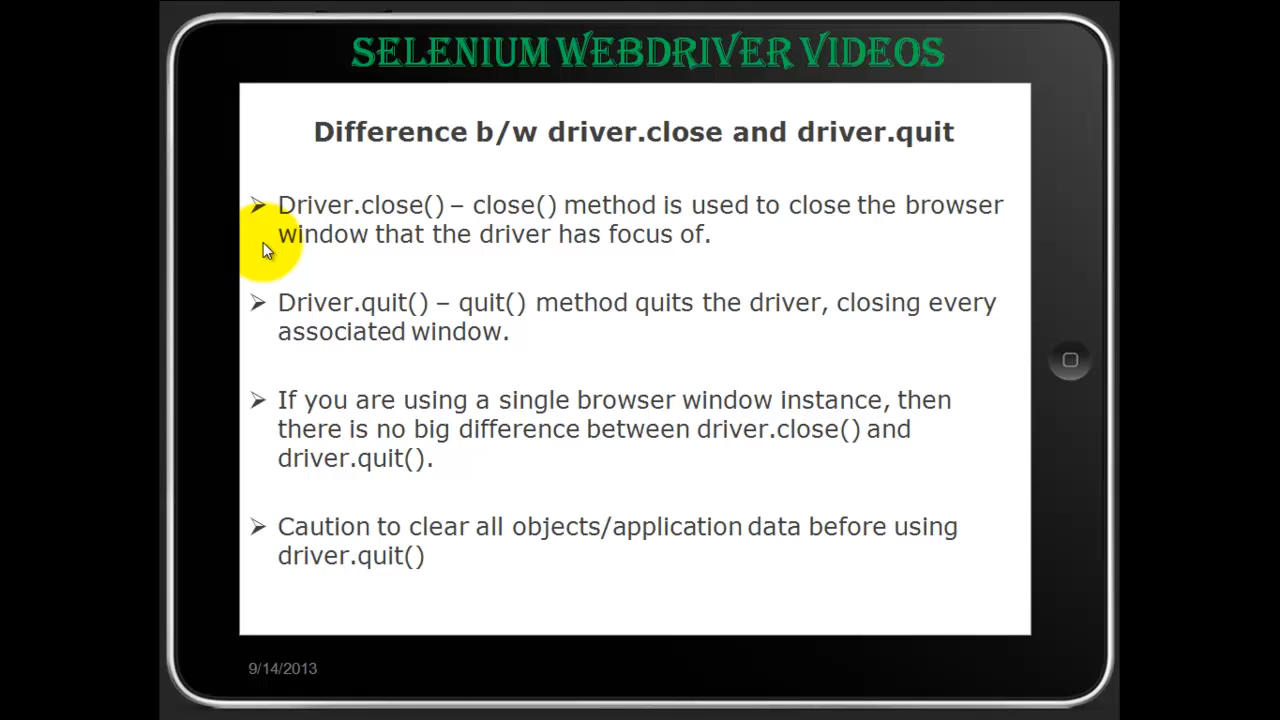 SELENIUM WEBDRIVER VIDEOS
Difference b/w driver.close and driver.quit
Driver.close() – close() method is used to close the browser
window that the driver has focus of.
Driver.quit() – quit() method quits the driver, closing every
associated window.
If you are using a single browser window instance, then
there is no big difference between driver.close() and
driver.quit().
Caution to clear all objects/application data before using
driver.quit()
9/14/2013